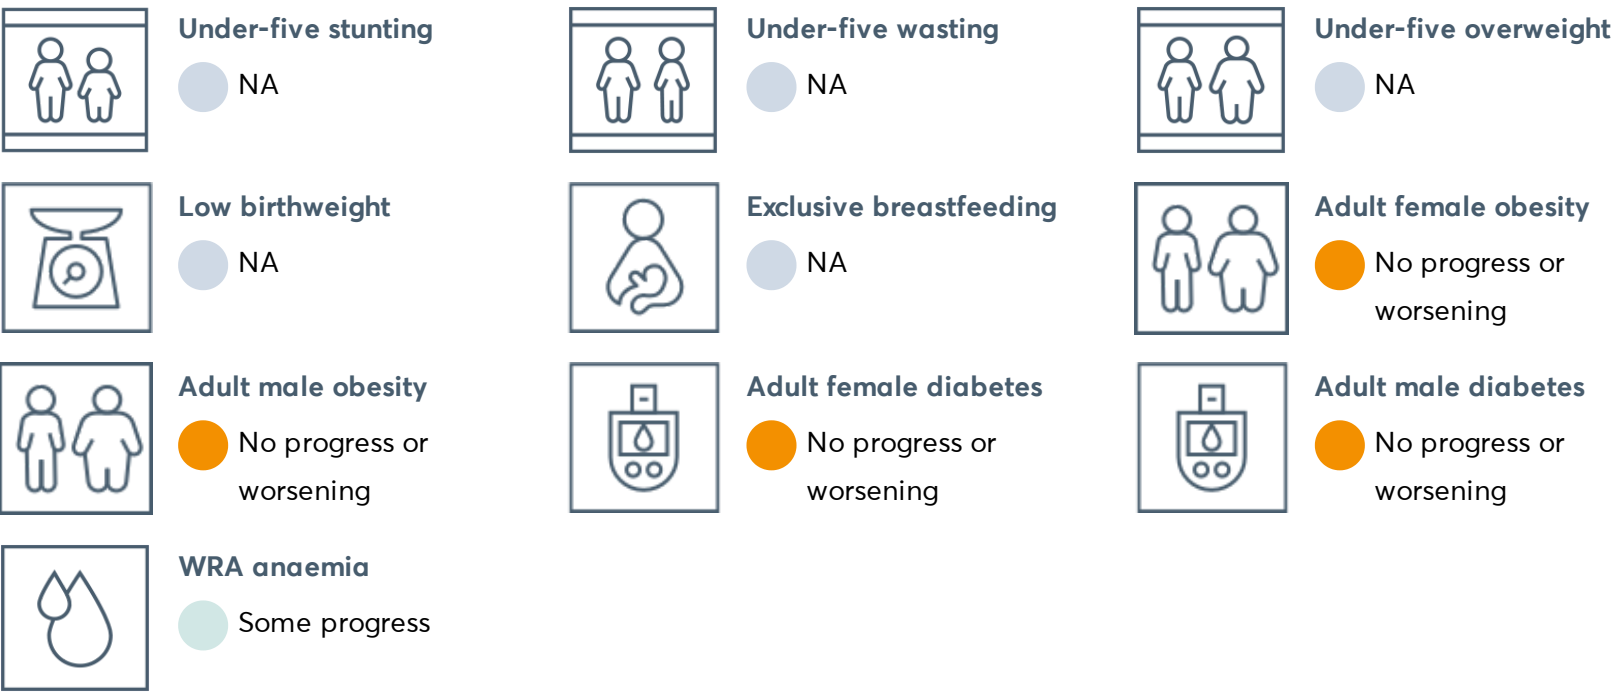 Under-five stunting
NA
Under-five wasting
NA
Under-five overweight
NA
Low birthweight
NA
Exclusive breastfeeding
NA
Adult female obesity
No progress or
worsening
Adult male obesity
No progress or
worsening
Adult female diabetes
No progress or
worsening
Adult male diabetes
No progress or
worsening
WRA anaemia
Some progress